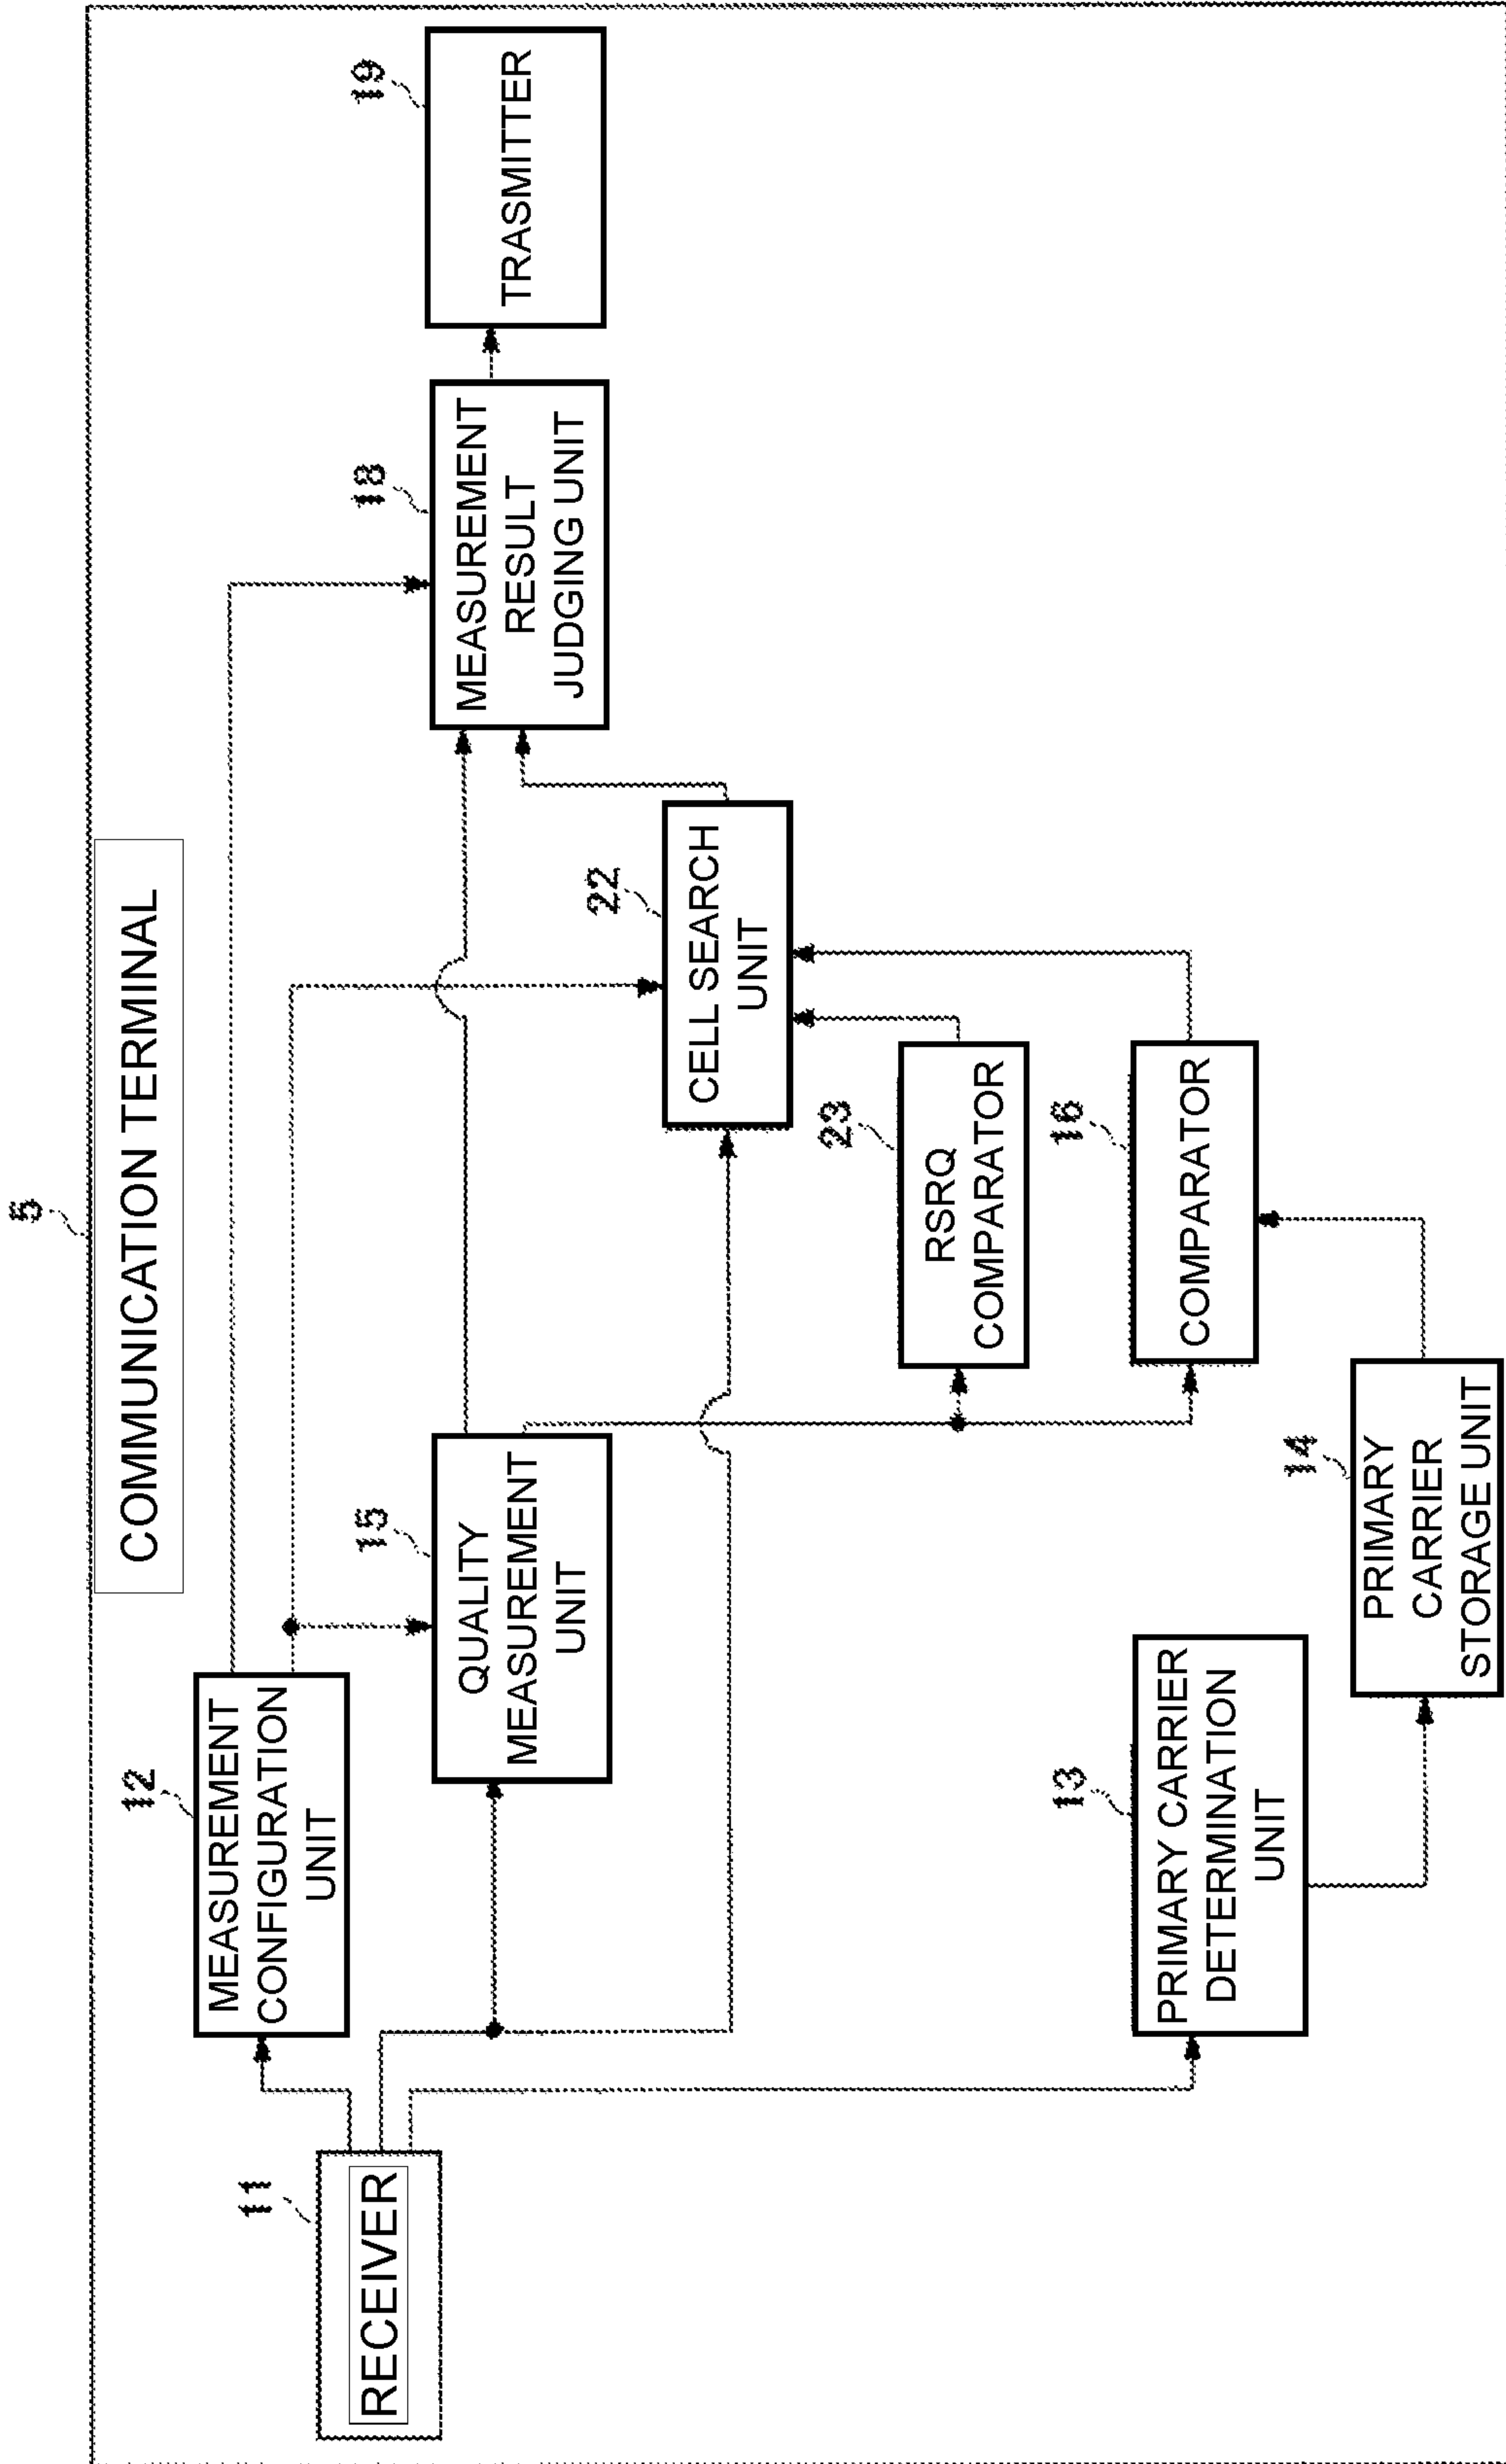 5
COMMUNICATION TERMINAL
11
RECEIVER
12
MEASUREMENT
CONFIGURATION
UNIT
15
QUALITY
MEASUREMENT
UNIT
13
PRIMARY CARRIER
DETERMINATION
UNIT
14
PRIMARY
CARRIER
STORAGE UNIT
23
RSRQ
COMPARATOR
16
COMPARATOR
22
CELL SEARCH
UNIT
18
MEASUREMENT
RESULT
JUDGING UNIT
19
TRASMITTER